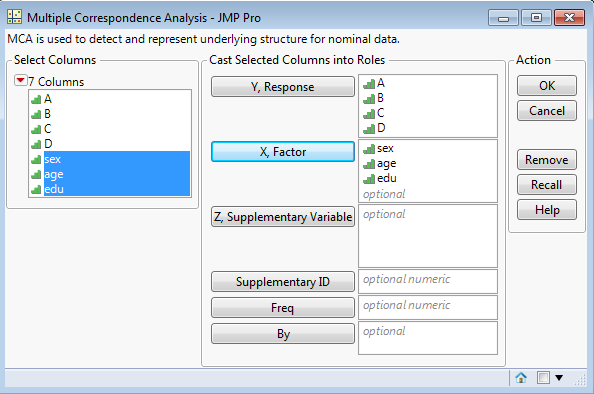 Multiple Correspondence Analysis - JMP Pro
MCA is used to detect and represent underlying structure for nominal data.
Select Columns
7 Columns
A
B
C
D
sex
age
edu
Cast Selected Columns into Roles
Y, Response
A
B
C
D
X, Factor
sex
age
edu
optional
Z, Supplementary Variable
optional
Supplementary ID
optional numeric
Freq
optional numeric
By
optional
Action
OK
Cancel
Remove
Recall
Help